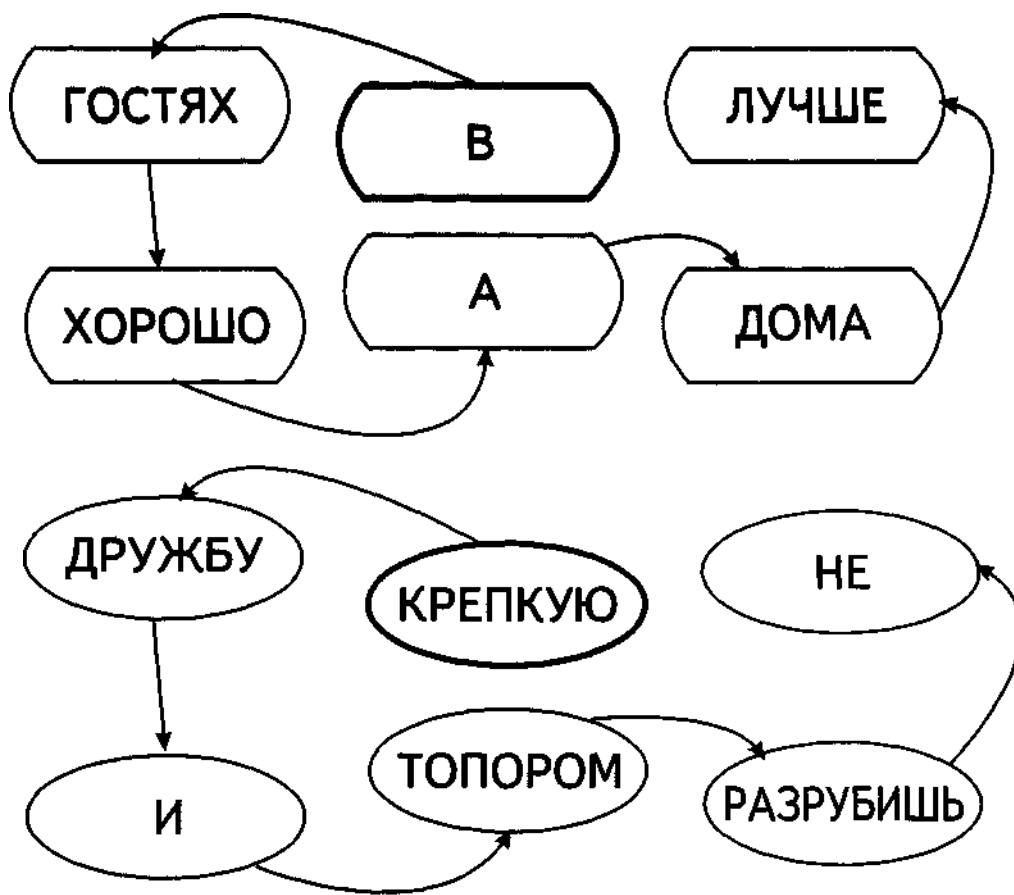 ГОСТЯХ
В
ЛУЧШЕ
ХОРОШО
А
ДОМА
ДРУЖБУ
КРЕПКУЮ
НЕ
И
ТОПОРОМ
РАЗРУБИШЬ